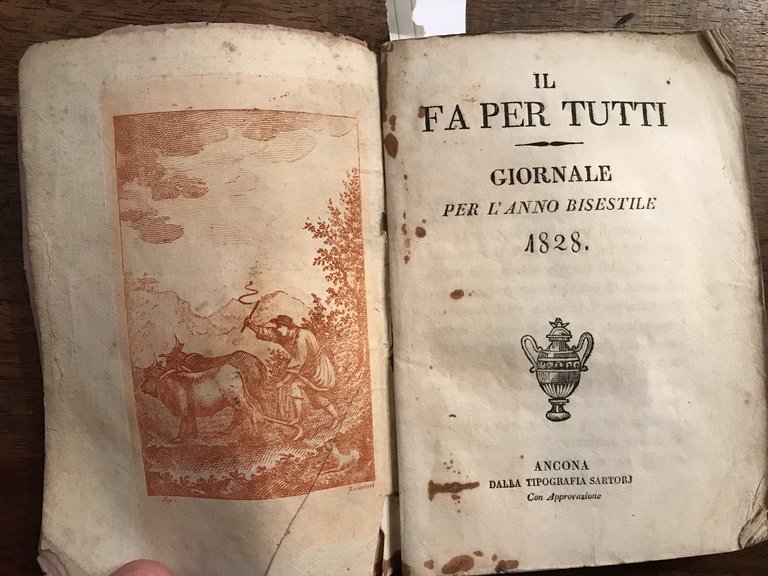 IL
FA PER TUTTI
GIORNALE
PER L'ANNO BISESTILE
1828.
ANCONA
DALLA TIPOGRAFIA SARTORJ
Con Approvazione